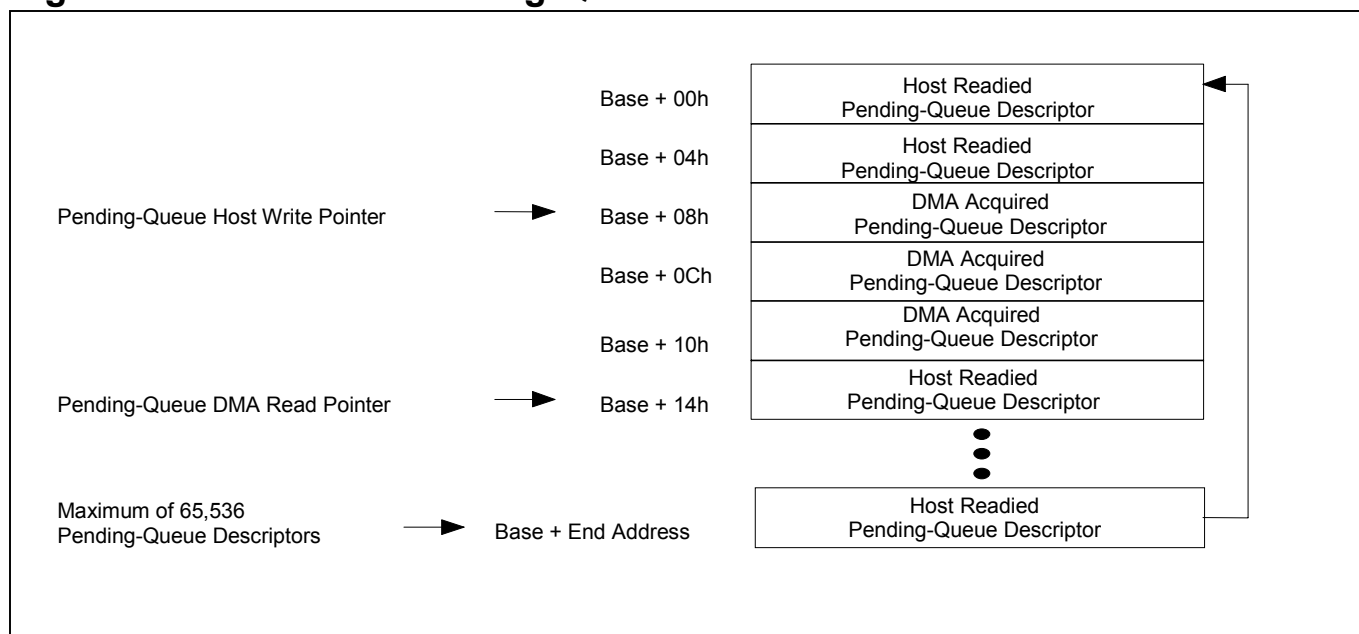 Base + 00h
Host Readied
Pending-Queue Descriptor
Base + 04h
Host Readied
Pending-Queue Descriptor
Pending-Queue Host Write Pointer
Base + 08h
DMA Acquired
Pending-Queue Descriptor
Base + 0Ch
DMA Acquired
Pending-Queue Descriptor
Base + 10h
DMA Acquired
Pending-Queue Descriptor
Pending-Queue DMA Read Pointer
Base + 14h
Host Readied
Pending-Queue Descriptor
Maximum of 65,536
Pending-Queue Descriptors
Base + End Address
Host Readied
Pending-Queue Descriptor